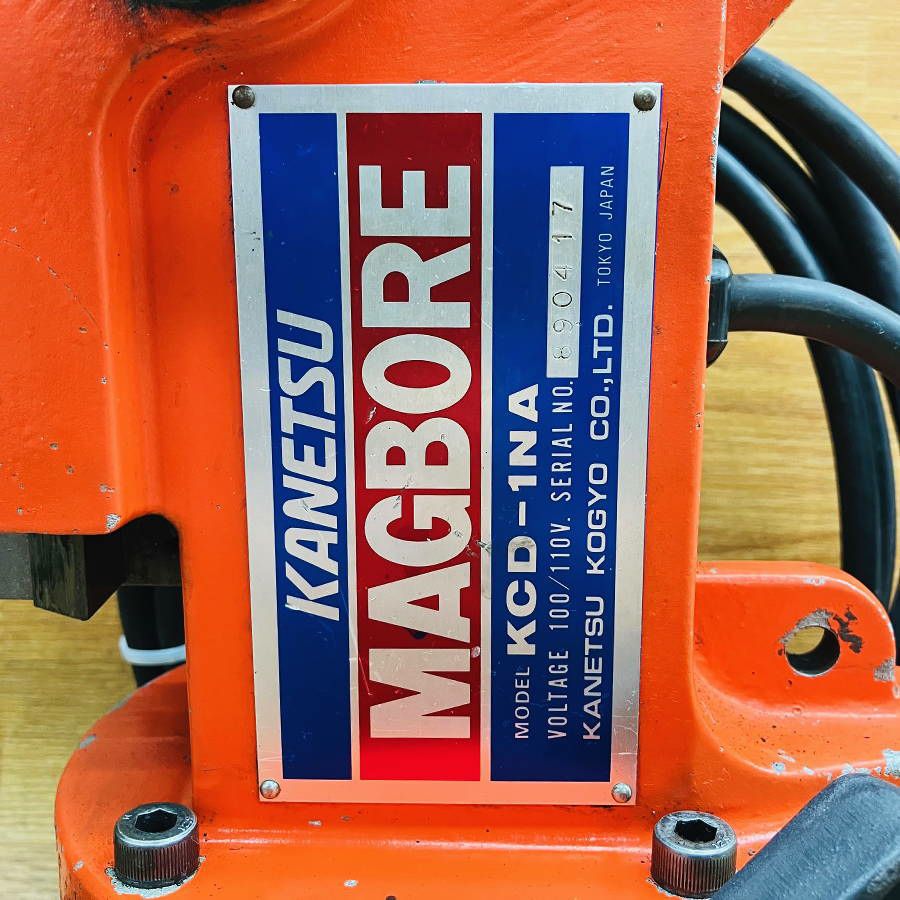 KANETSU
MAGBORE
MODEL KCD-1NA
VOLTAGE 100/110V. SERIAL NO. 890417
KANETSU KOGYO CO.,LTD. TOKYO JAPAN